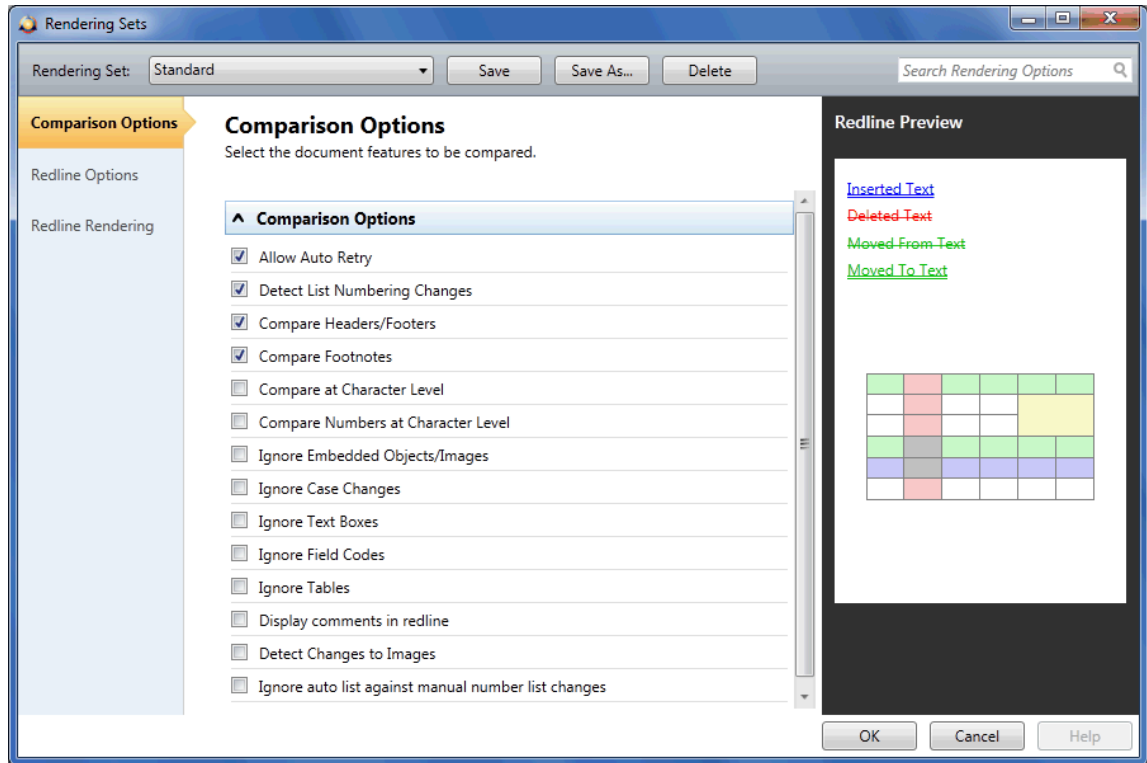 Rendering Sets
Rendering Set: Standard Save Save As... Delete Search Rendering Options
Comparison Options
Redline Options
Redline Rendering
Comparison Options
Select the document features to be compared.
Comparison Options
Allow Auto Retry
Detect List Numbering Changes
Compare Headers/Footers
Compare Footnotes
Compare at Character Level
Compare Numbers at Character Level
Ignore Embedded Objects/Images
Ignore Case Changes
Ignore Text Boxes
Ignore Field Codes
Ignore Tables
Display comments in redline
Detect Changes to Images
Ignore auto list against manual number list changes
Redline Preview
Inserted Text
Deleted Text
Moved From Text
Moved To Text
OK Cancel Help